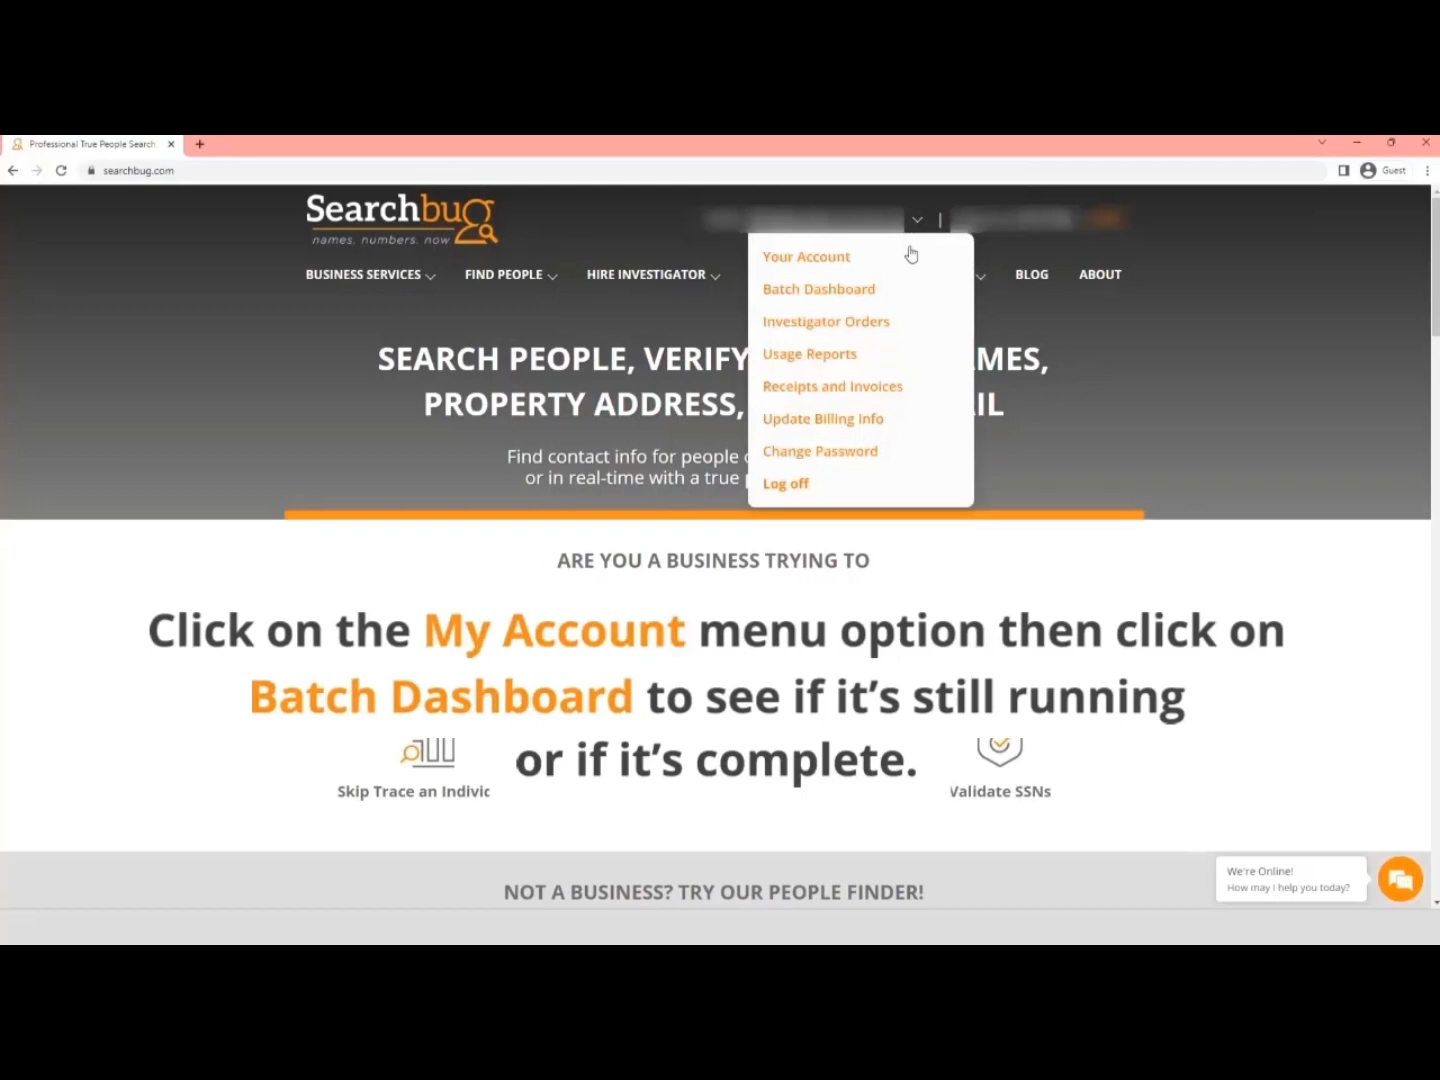 Professional True People Search
searchbug.com
Guest
Searchbug
names. numbers. now
BUSINESS SERVICES
FIND PEOPLE
HIRE INVESTIGATOR
BLOG
ABOUT
Your Account
Batch Dashboard
Investigator Orders
Usage Reports
Receipts and Invoices
Update Billing Info
Change Password
Log off
SEARCH PEOPLE, VERIFY MES,
PROPERTY ADDRESS, IL
Find contact info for people
or in real-time with a true
ARE YOU A BUSINESS TRYING TO
Click on the My Account menu option then click on
Batch Dashboard to see if it's still running
or if it's complete.
Skip Trace an Indivic
Validate SSNs
NOT A BUSINESS? TRY OUR PEOPLE FINDER!
We're Online!
How may I help you today?